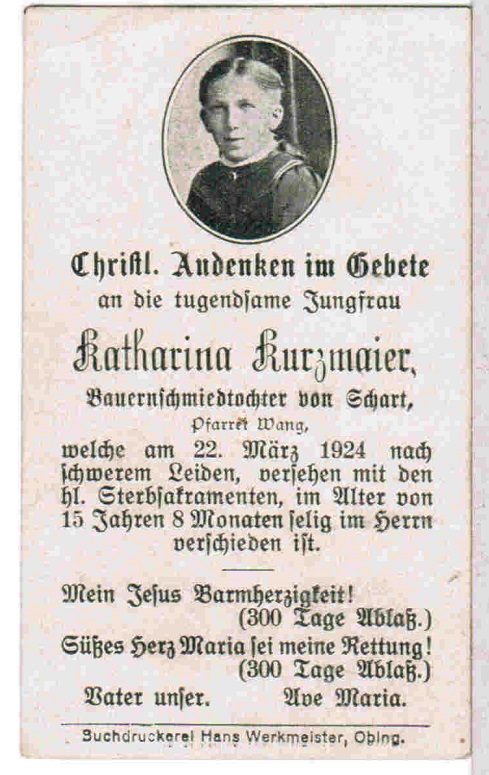 Christl. Andenken im Gebete
an die tugendsame Jungfrau
Katharina Kurzmaier,
Bauernschmiedtochter von Schart,
Pfarrei Wang,
welche am 22. März 1924 nach
schwerem Leiden, versehen mit den
hl. Sterbsakramenten, im Alter von
15 Jahren 8 Monaten selig im Herrn
verschieden ist.
Mein Jesus Barmherzigkeit!
(300 Tage Ablaß.)
Süßes Herz Maria sei meine Rettung!
(300 Tage Ablaß.)
Vater unser. Ave Maria.
Buchdruckerei Hans Werkmeister, Obing.